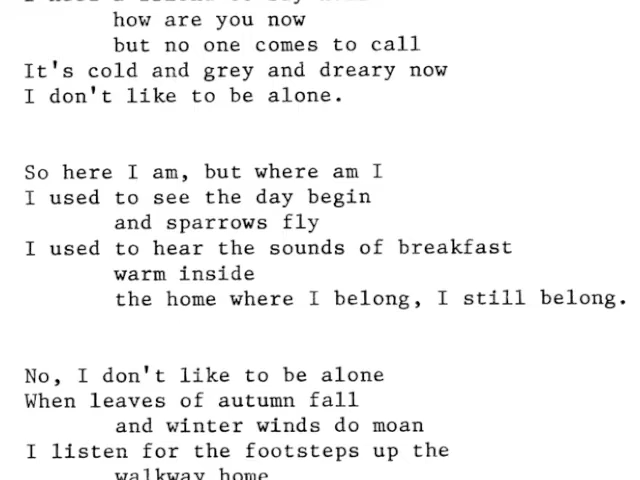 how are you now
but no one comes to call
It's cold and grey and dreary now
I don't like to be alone.
So here I am, but where am I
I used to see the day begin
and sparrows fly
I used to hear the sounds of breakfast
warm inside
the home where I belong, I still belong.
No, I don't like to be alone
When leaves of autumn fall
and winter winds do moan
I listen for the footsteps up the
walkway home